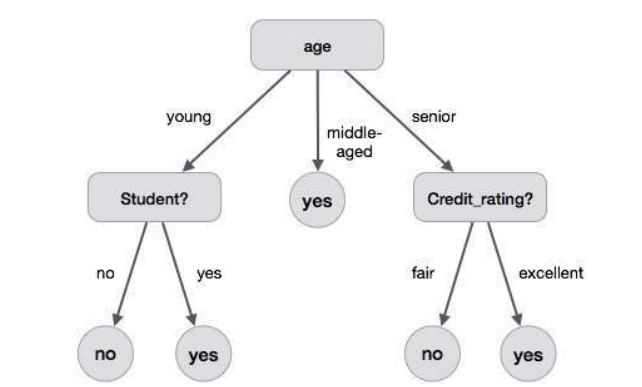 age
young
middle-
aged
senior
Student?
yes
Credit_rating?
no
yes
fair
excellent
no
yes
no
yes